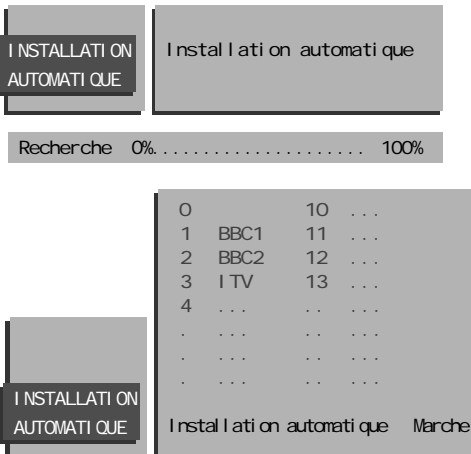 INSTALLATION
AUTOMATIQUE
Installation automatique
Recherche 0%..................... 100%
0 10 ...
1 BBC1 11 ...
2 BBC2 12 ...
3 ITV 13 ...
4 ... .. ...
. ... .. ...
. ... .. ...
. ... .. ...
INSTALLATION
AUTOMATIQUE
Installation automatique Marche